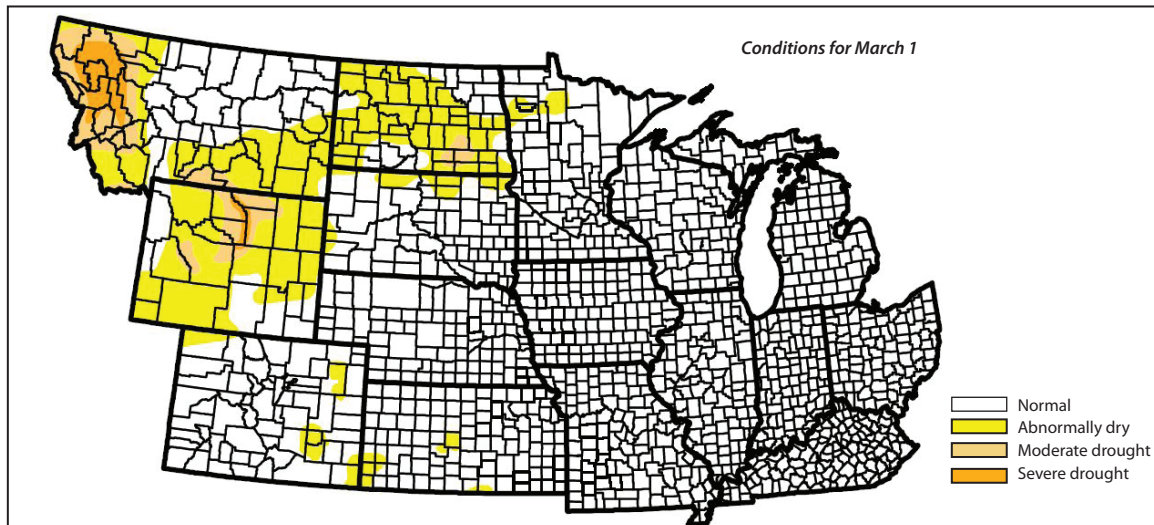 Conditions for March 1
Normal
Abnormally dry
Moderate drought
Severe drought